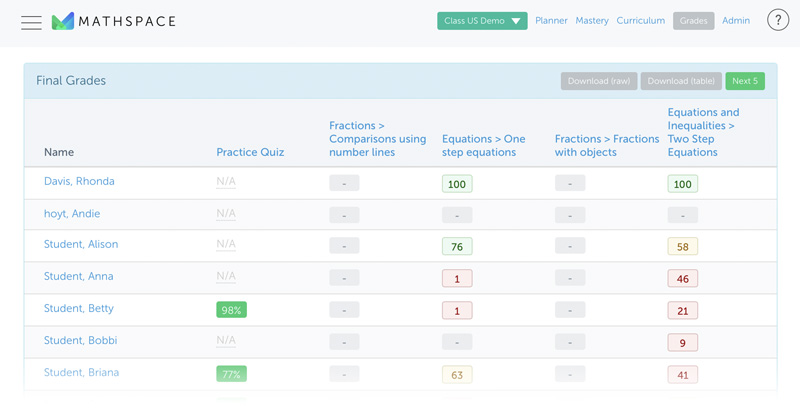 MATHSPACE
Class US Demo Planner Mastery Curriculum Grades Admin ?
Final Grades Download (raw) Download (table) Next 5
Name
Practice Quiz
Fractions >
Comparisons using
number lines
Equations > One
step equations
Fractions > Fractions
with objects
Equations and
Inequalities >
Two Step
Equations
Davis, Rhonda N/A - 100 - 100
hoyt, Andie N/A - - - -
Student, Alison N/A - 76 - 58
Student, Anna N/A - 1 - 46
Student, Betty 98% - 1 - 21
Student, Bobbi N/A - - - 9
Student, Briana 77% - 63 - 41